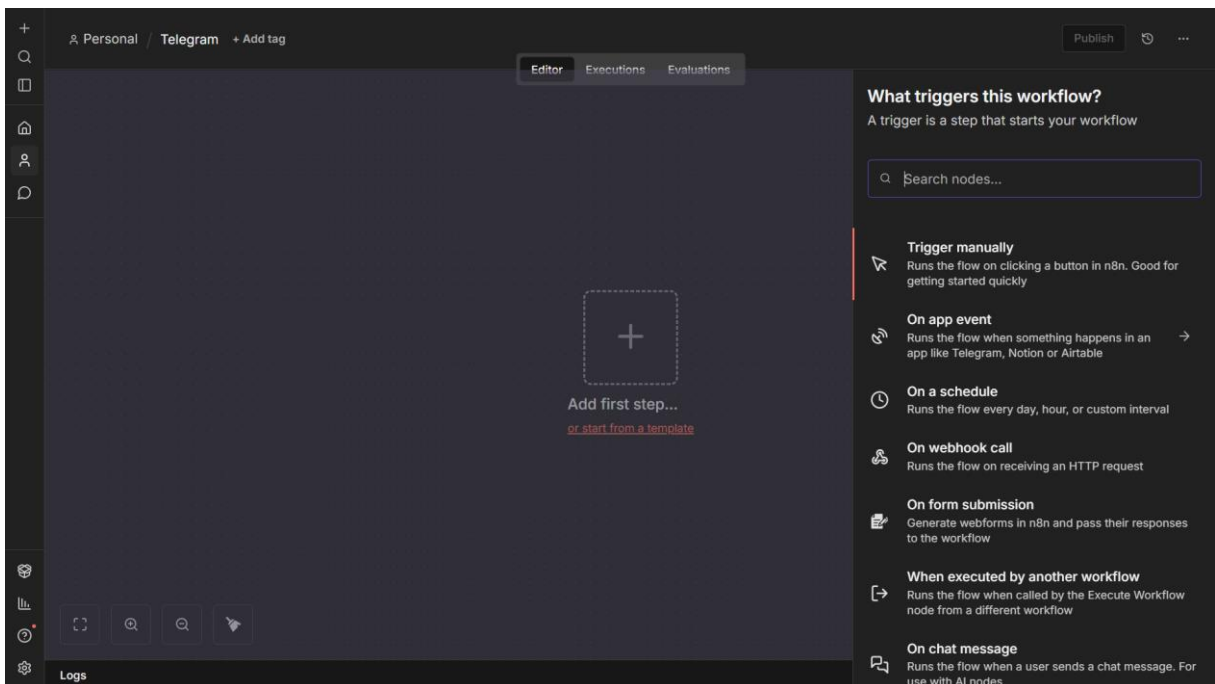 Personal / Telegram + Add tag
Publish
Editor Executions Evaluations
What triggers this workflow?
A trigger is a step that starts your workflow
Search nodes...
Trigger manually
Runs the flow on clicking a button in n8n. Good for
getting started quickly
On app event
Runs the flow when something happens in an
app like Telegram, Notion or Airtable
On a schedule
Runs the flow every day, hour, or custom interval
On webhook call
Runs the flow on receiving an HTTP request
On form submission
Generate webforms in n8n and pass their responses
to the workflow
When executed by another workflow
Runs the flow when called by the Execute Workflow
node from a different workflow
On chat message
Runs the flow when a user sends a chat message. For
use with AI nodes
Add first step...
or start from a template
Logs